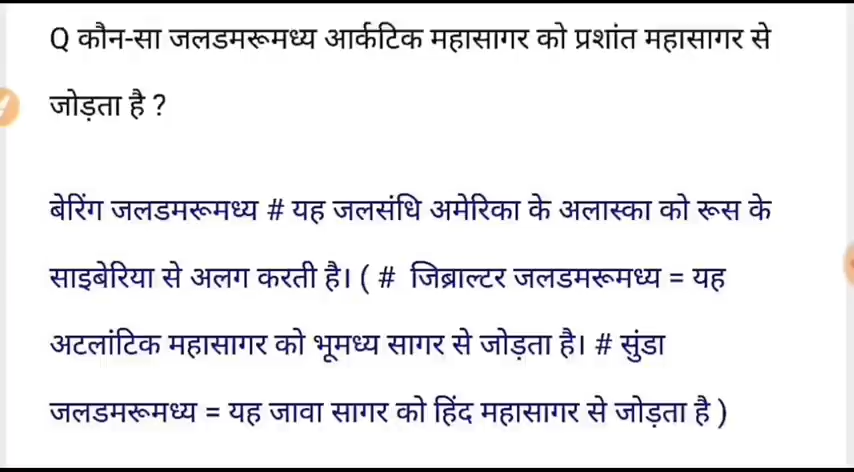 Q कौन-सा जलडमरूमध्य आर्कटिक महासागर को प्रशांत महासागर से
जोड़ता है ?
बेरिंग जलडमरूमध्य # यह जलसंधि अमेरिका के अलास्का को रूस के
साइबेरिया से अलग करती है। ( # जिब्राल्टर जलडमरूमध्य = यह
अटलांटिक महासागर को भूमध्य सागर से जोड़ता है। # सुंडा
जलडमरूमध्य = यह जावा सागर को हिंद महासागर से जोड़ता है )